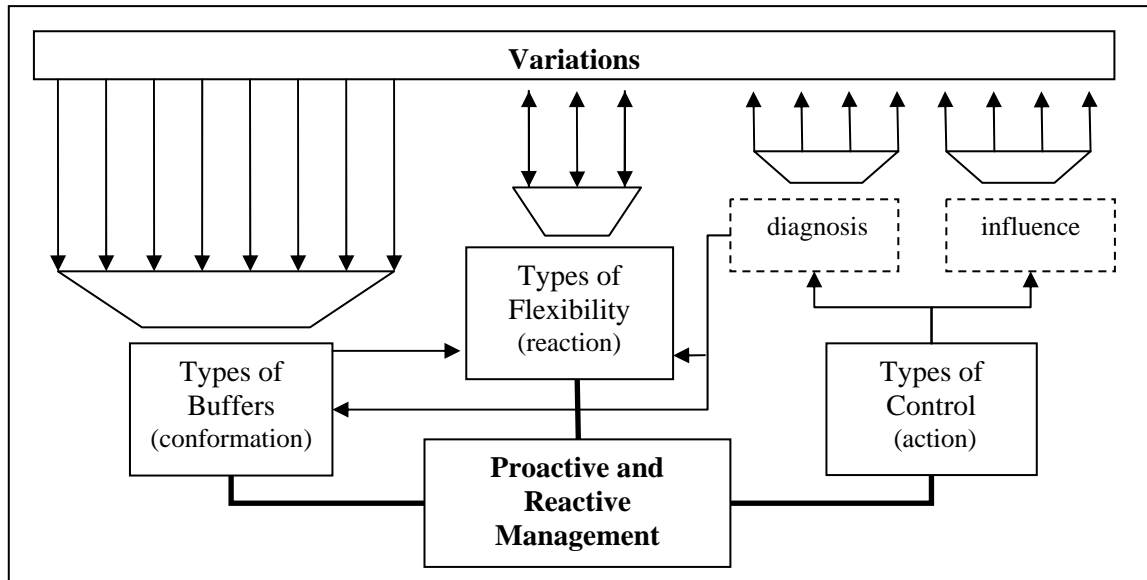 Variations
diagnosis
influence
Types of
Flexibility
(reaction)
Types of
Buffers
(conformation)
Types of
Control
(action)
Proactive and
Reactive
Management